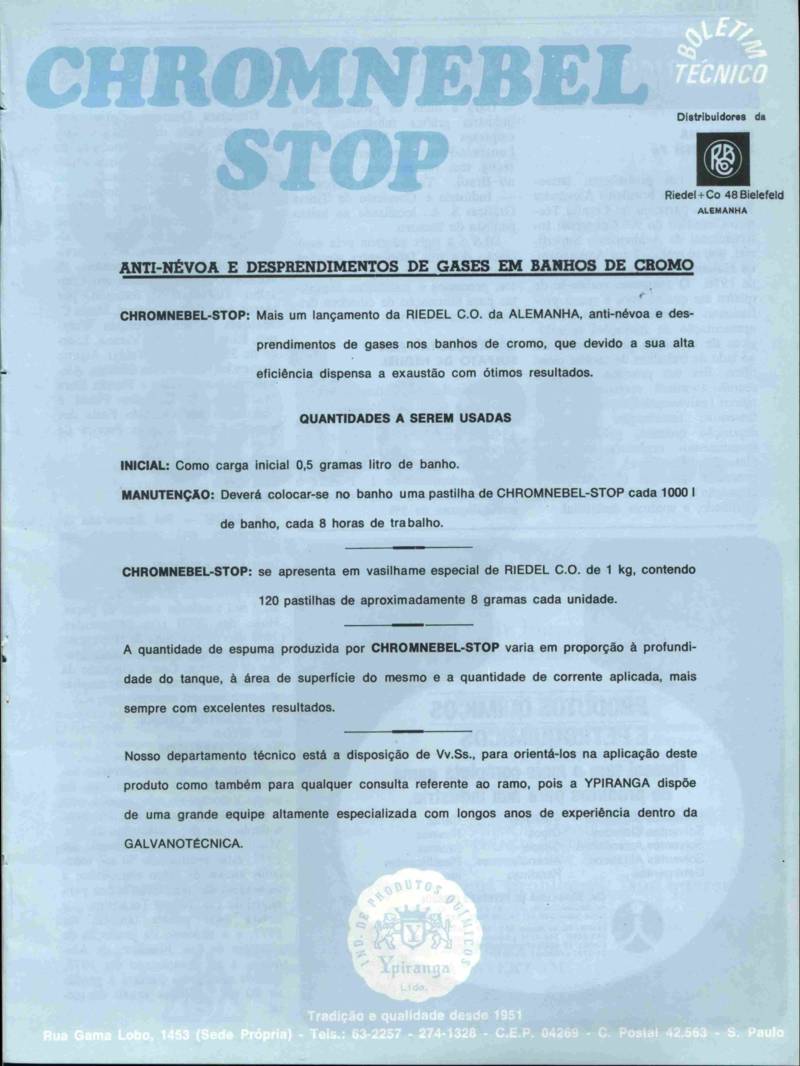 CHROMNEBEL
STOP
BOLETIM
TÉCNICO
Distribuidores da
RBCO
Riedel + Co 48 Bielefeld
ALEMANHA
ANTI-NÉVOA E DESPRENDIMENTOS DE GASES EM BANHOS DE CROMO
CHROMNEBEL-STOP: Mais um lançamento da RIEDEL C.O. da ALEMANHA, anti-névoa e des-
prendimentos de gases nos banhos de cromo, que devido a sua alta
eficiência dispensa a exaustão com ótimos resultados.
QUANTIDADES A SEREM USADAS
INICIAL: Como carga inicial 0,5 gramas litro de banho.
MANUTENÇÃO: Deverá colocar-se no banho uma pastilha de CHROMNEBEL-STOP cada 1000 l
de banho, cada 8 horas de trabalho.
CHROMNEBEL-STOP: se apresenta em vasilhame especial de RIEDEL C.O. de 1 kg, contendo
120 pastilhas de aproximadamente 8 gramas cada unidade.
A quantidade de espuma produzida por CHROMNEBEL-STOP varia em proporção à profundi-
dade do tanque, à área de superfície do mesmo e a quantidade de corrente aplicada, mais
sempre com excelentes resultados.
Nosso departamento técnico está a disposição de Vv.Ss., para orientá-los na aplicação deste
produto como também para qualquer consulta referente ao ramo, pois a YPIRANGA dispõe
de uma grande equipe altamente especializada com longos anos de experiência dentro da
GALVANOTÉCNICA.
IND. DE PRODUTOS QUÍMICOS
Y
Ypiranga
Ltda.
Tradição e qualidade desde 1951
Rua Gama Lobo, 1453 (Sede Própria) - Tels.: 63-2257 - 274-1328 - C.E.P. 04269 - C. Postal 42.563 - S. Paulo